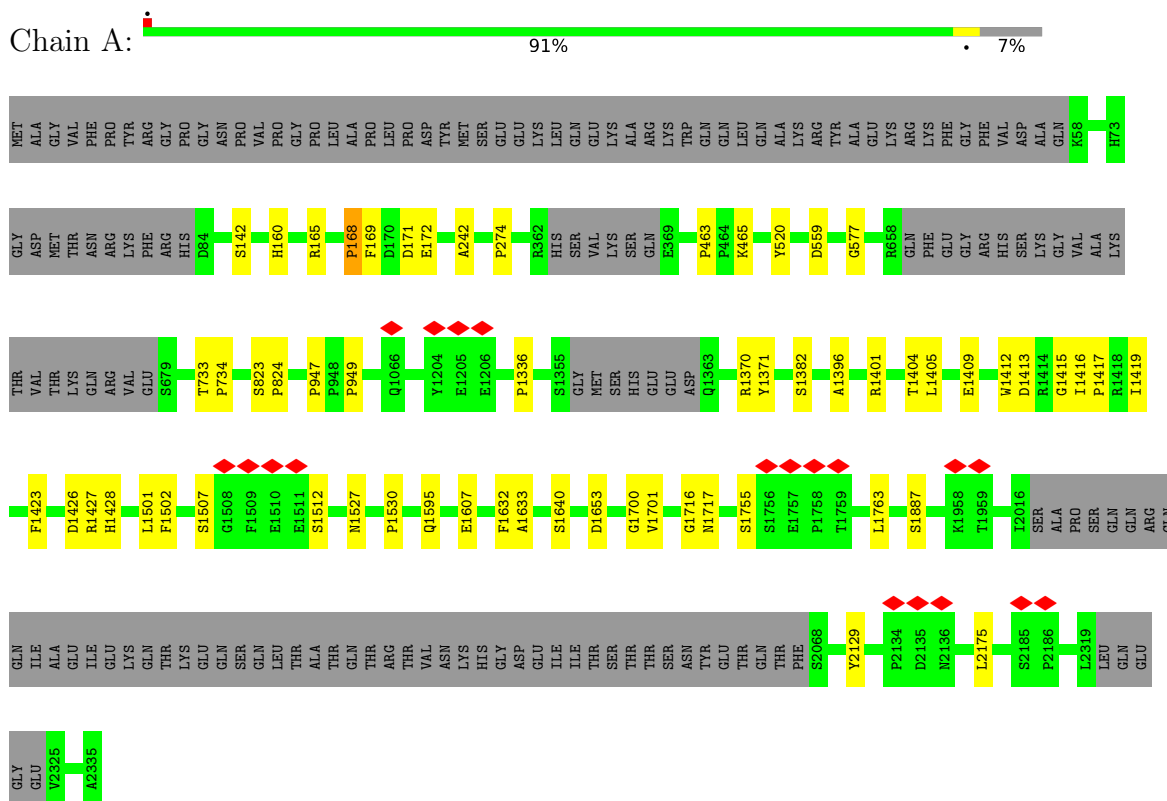 Chain A:
91%
7%
MET ALA GLY VAL PHE PRO TYR ARG GLY PRO GLY ASN PRO VAL PRO GLY PRO LEU ALA PRO LEU PRO ASP TYR MET SER GLU GLU LYS LEU GLN GLU LYS ALA ARG LYS TRP GLN GLN LEU GLN ALA LYS ARG TYR ALA GLU LYS ARG LYS PHE GLY PHE VAL ASP ALA GLN K58 H73
GLY ASP MET THR ASN ARG LYS PHE ARG HIS D84 S142 H160 R165 P168 F169 D170 D171 E172 A242 P274 R362 HIS SER VAL LYS SER GLN E369 P463 P464 K465 Y520 D559 G577 R658 GLN PHE GLU GLY ARG HIS SER LYS GLY VAL ALA LYS
THR VAL THR LYS GLN ARG VAL GLU S679 T733 P734 S823 P824 P947 P948 P949 Q1066 Y1204 E1205 E1206 P1336 S1355 GLY MET SER HIS GLU GLU ASP Q1363 R1370 Y1371 S1382 A1396 R1401 T1404 L1405 E1409 W1412 D1413 R1414 G1415 I1416 P1417 R1418 I1419
F1423 D1426 R1427 H1428 L1501 F1502 S1507 G1508 F1509 E1510 E1511 S1512 N1527 P1530 Q1595 E1607 F1632 A1633 S1640 D1653 G1700 V1701 G1716 N1717 S1755 S1756 E1757 P1758 T1759 L1763 S1887 K1958 T1959 I2016 SER ALA PRO SER GLN GLN ARG GLN
GLN ILE ALA GLU ILE GLU LYS GLN THR LYS GLU GLN SER GLN LEU THR ALA THR GLN THR ARG THR VAL ASN LYS HIS GLY ASP GLU ILE ILE THR SER THR THR SER ASN TYR GLU THR GLN THR PHE S2068 Y2129 P2134 D2135 N2136 L2175 S2185 P2186 L2319 LEU GLN GLU
GLY GLU V2325 A2335